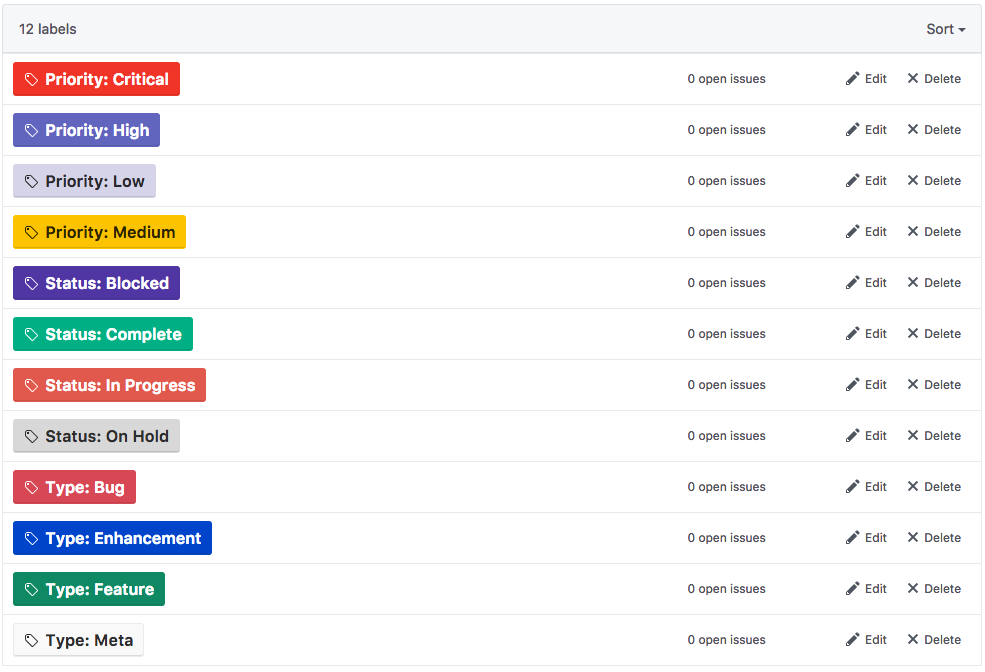 12 labels Sort
Priority: Critical 0 open issues Edit Delete
Priority: High 0 open issues Edit Delete
Priority: Low 0 open issues Edit Delete
Priority: Medium 0 open issues Edit Delete
Status: Blocked 0 open issues Edit Delete
Status: Complete 0 open issues Edit Delete
Status: In Progress 0 open issues Edit Delete
Status: On Hold 0 open issues Edit Delete
Type: Bug 0 open issues Edit Delete
Type: Enhancement 0 open issues Edit Delete
Type: Feature 0 open issues Edit Delete
Type: Meta 0 open issues Edit Delete